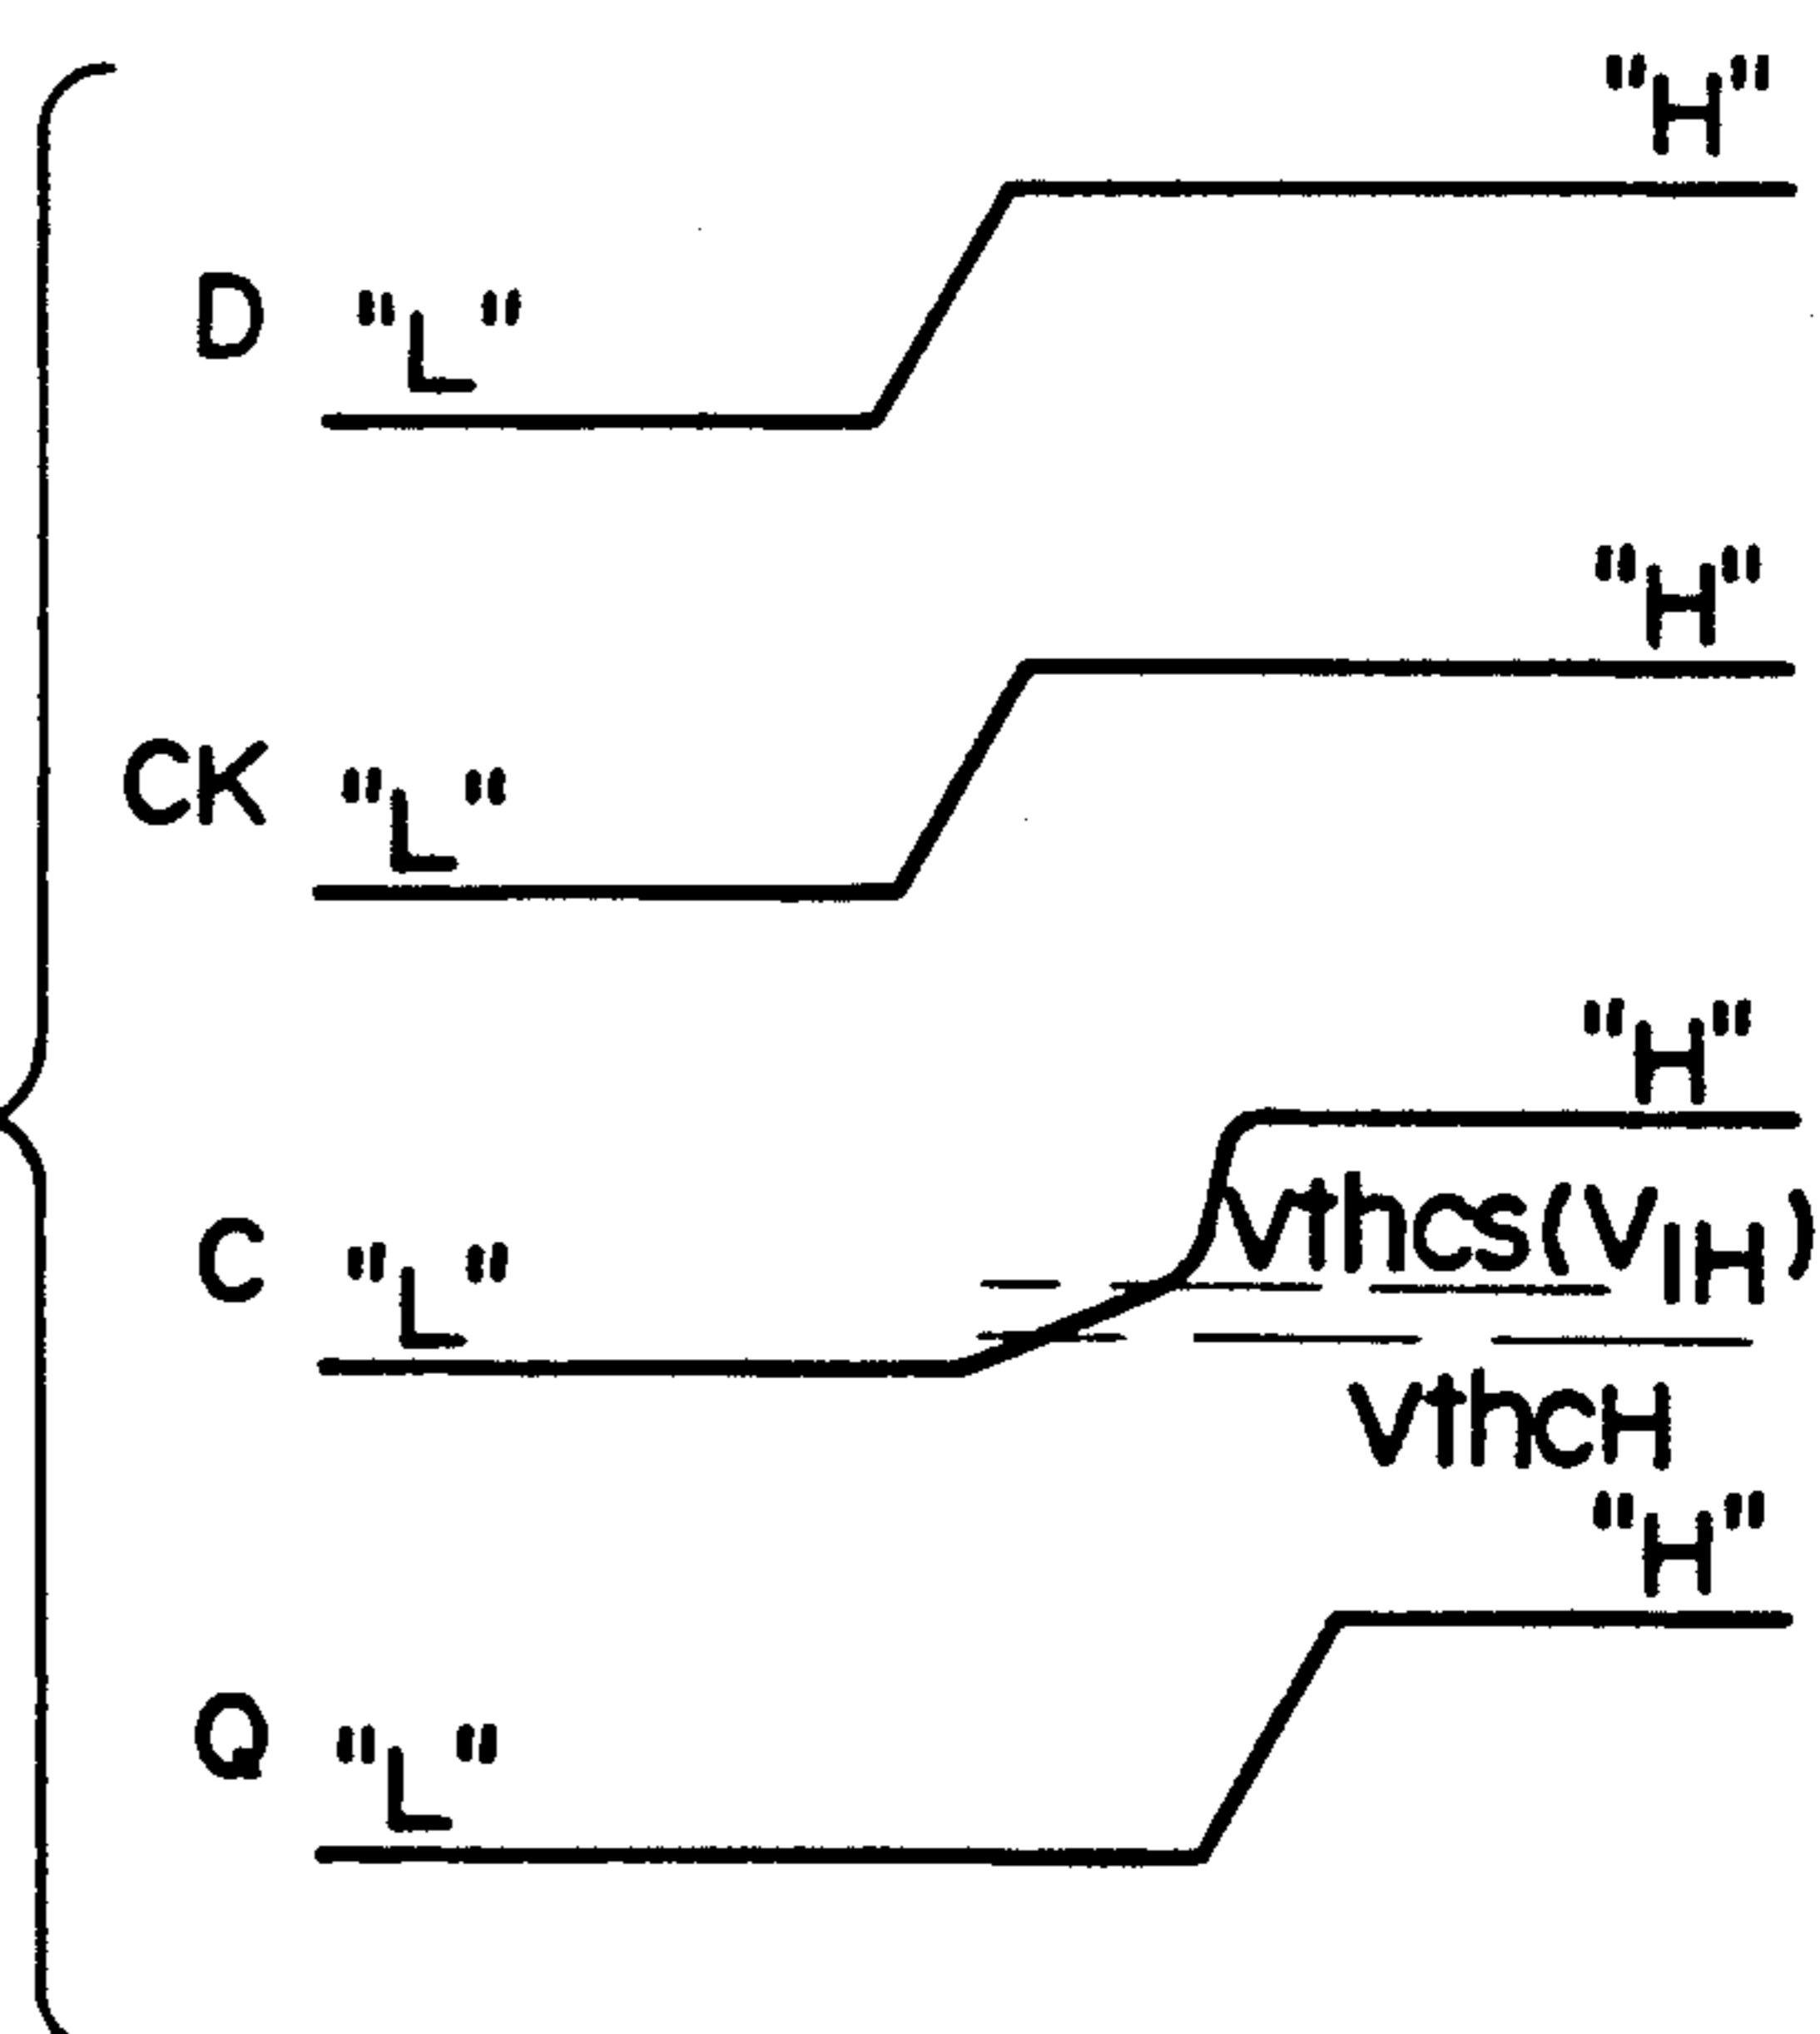 "H"
D "L"
"H"
CK "L"
"H"
C "L"
Vthcs(VIH)
VthcH
"H"
Q "L"